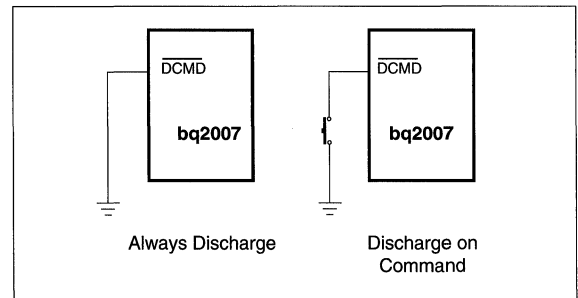 DCMD
bq2007
Always Discharge
DCMD
bq2007
Discharge on
Command